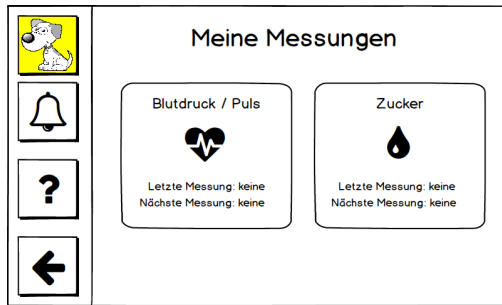 Meine Messungen
Blutdruck / Puls
Letzte Messung: keine
Nächste Messung: keine
Zucker
Letzte Messung: keine
Nächste Messung: keine
?